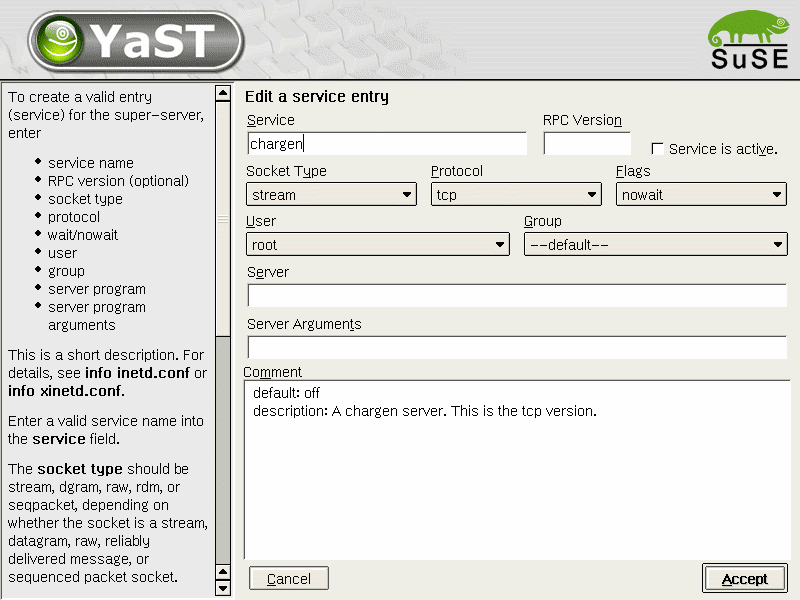 YaST
SuSE
To create a valid entry
(service) for the super-server,
enter
service name
RPC version (optional)
socket type
protocol
wait/nowait
user
group
server program
server program
arguments
This is a short description. For
details, see info inetd.conf or
info xinetd.conf.
Enter a valid service name into
the service field.
The socket type should be
stream, dgram, raw, rdm, or
seqpacket, depending on
whether the socket is a stream,
datagram, raw, reliably
delivered message, or
sequenced packet socket.
Edit a service entry
Service
RPC Version
chargen
Service is active.
Socket Type
Protocol
Flags
stream
tcp
nowait
User
Group
root
--default--
Server
Server Arguments
Comment
default: off
description: A chargen server. This is the tcp version.
Cancel
Accept